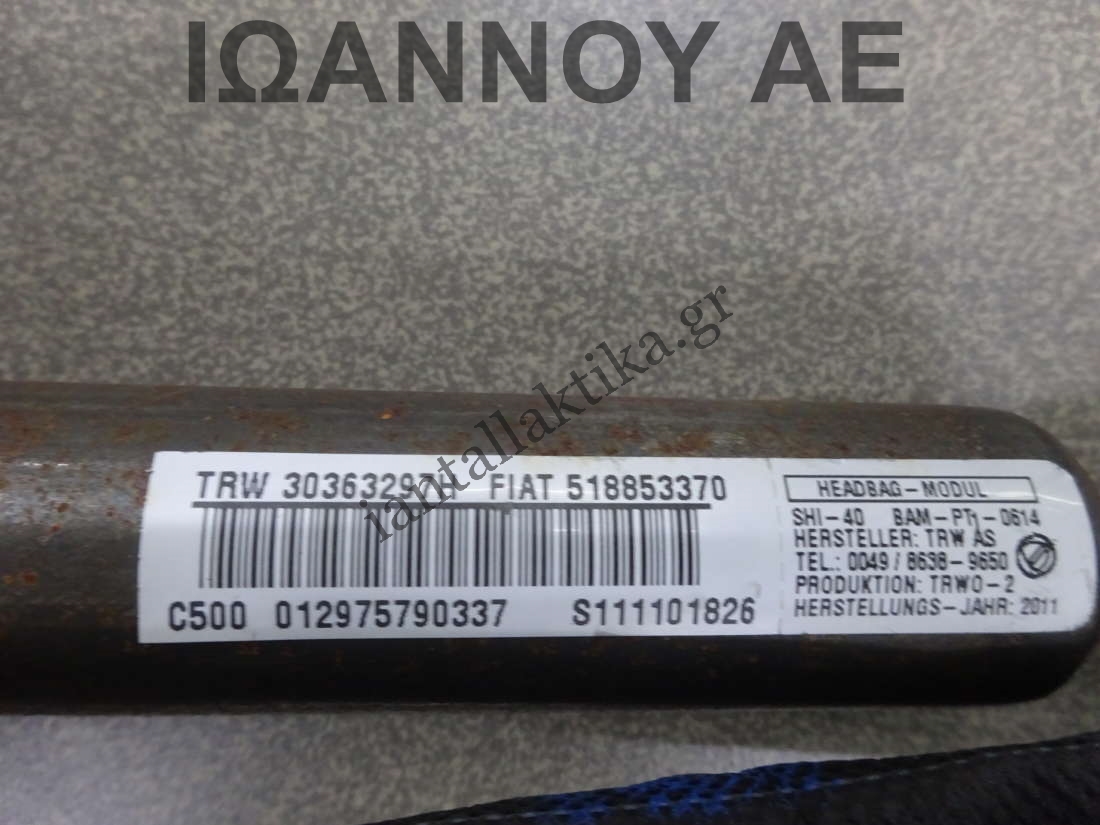 ΙΩΑΝΝΟΥ ΑΕ
iantallaktika.gr
TRW FIAT 518853370
C500 012975790337 S111101826
HEADBAG-MODUL
SHI-40 BAM-PT1-0614
HERSTELLER: TRW AS
TEL.: 0049 / 8638-9650
PRODUKTION: TRWO-2
HERSTELLUNGS-JAHR: 2011